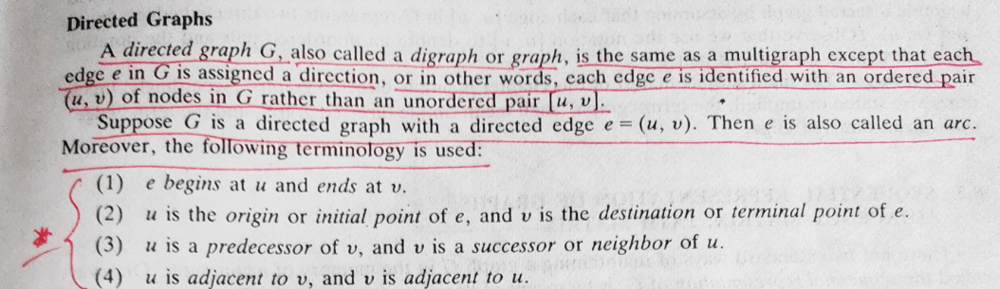 Directed Graphs
A directed graph G, also called a digraph or graph, is the same as a multigraph except that each
edge e in G is assigned a direction, or in other words, each edge e is identified with an ordered pair
(u, v) of nodes in G rather than an unordered pair [u, v].
Suppose G is a directed graph with a directed edge e = (u, v). Then e is also called an arc.
Moreover, the following terminology is used:
(1) e begins at u and ends at v.
(2) u is the origin or initial point of e, and v is the destination or terminal point of e.
(3) u is a predecessor of v, and v is a successor or neighbor of u.
(4) u is adjacent to v, and v is adjacent to u.